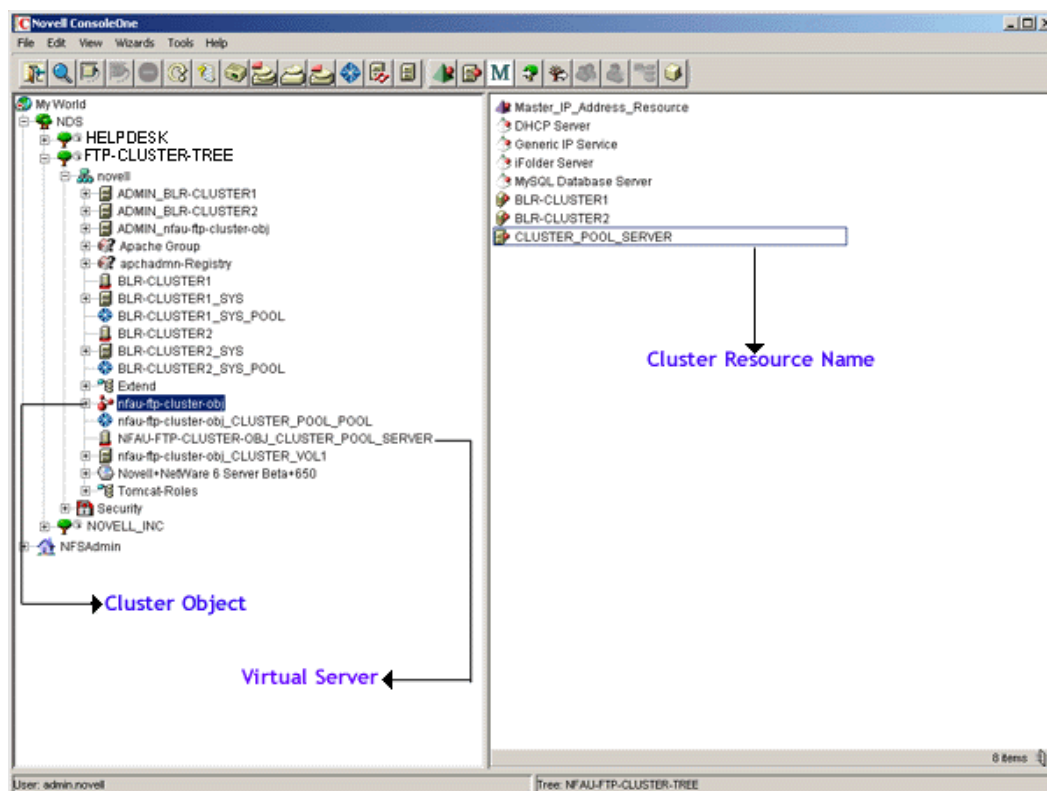 Novell ConsoleOne
File Edit View Wizards Tools Help
My World
NDS
HELPDESK
FTP-CLUSTER-TREE
novell
ADMIN_BLR-CLUSTER1
ADMIN_BLR-CLUSTER2
ADMIN_nfau-ftp-cluster-obj
Apache Group
apchadmn-Registry
BLR-CLUSTER1
BLR-CLUSTER1_SYS
BLR-CLUSTER1_SYS_POOL
BLR-CLUSTER2
BLR-CLUSTER2_SYS
BLR-CLUSTER2_SYS_POOL
Extend
nfau-ftp-cluster-obj
nfau-ftp-cluster-obj_CLUSTER_POOL_POOL
NFAU-FTP-CLUSTER-OBJ_CLUSTER_POOL_SERVER
nfau-ftp-cluster-obj_CLUSTER_VOL1
Novell+NetWare 6 Server Beta+650
Tomcat-Roles
Security
NOVELL_INC
NFSAdmin
Cluster Object
Virtual Server
Master_IP_Address_Resource
DHCP Server
Generic IP Service
iFolder Server
MySQL Database Server
BLR-CLUSTER1
BLR-CLUSTER2
CLUSTER_POOL_SERVER
Cluster Resource Name
8 items
User: admin.novell
Tree: NFAU-FTP-CLUSTER-TREE